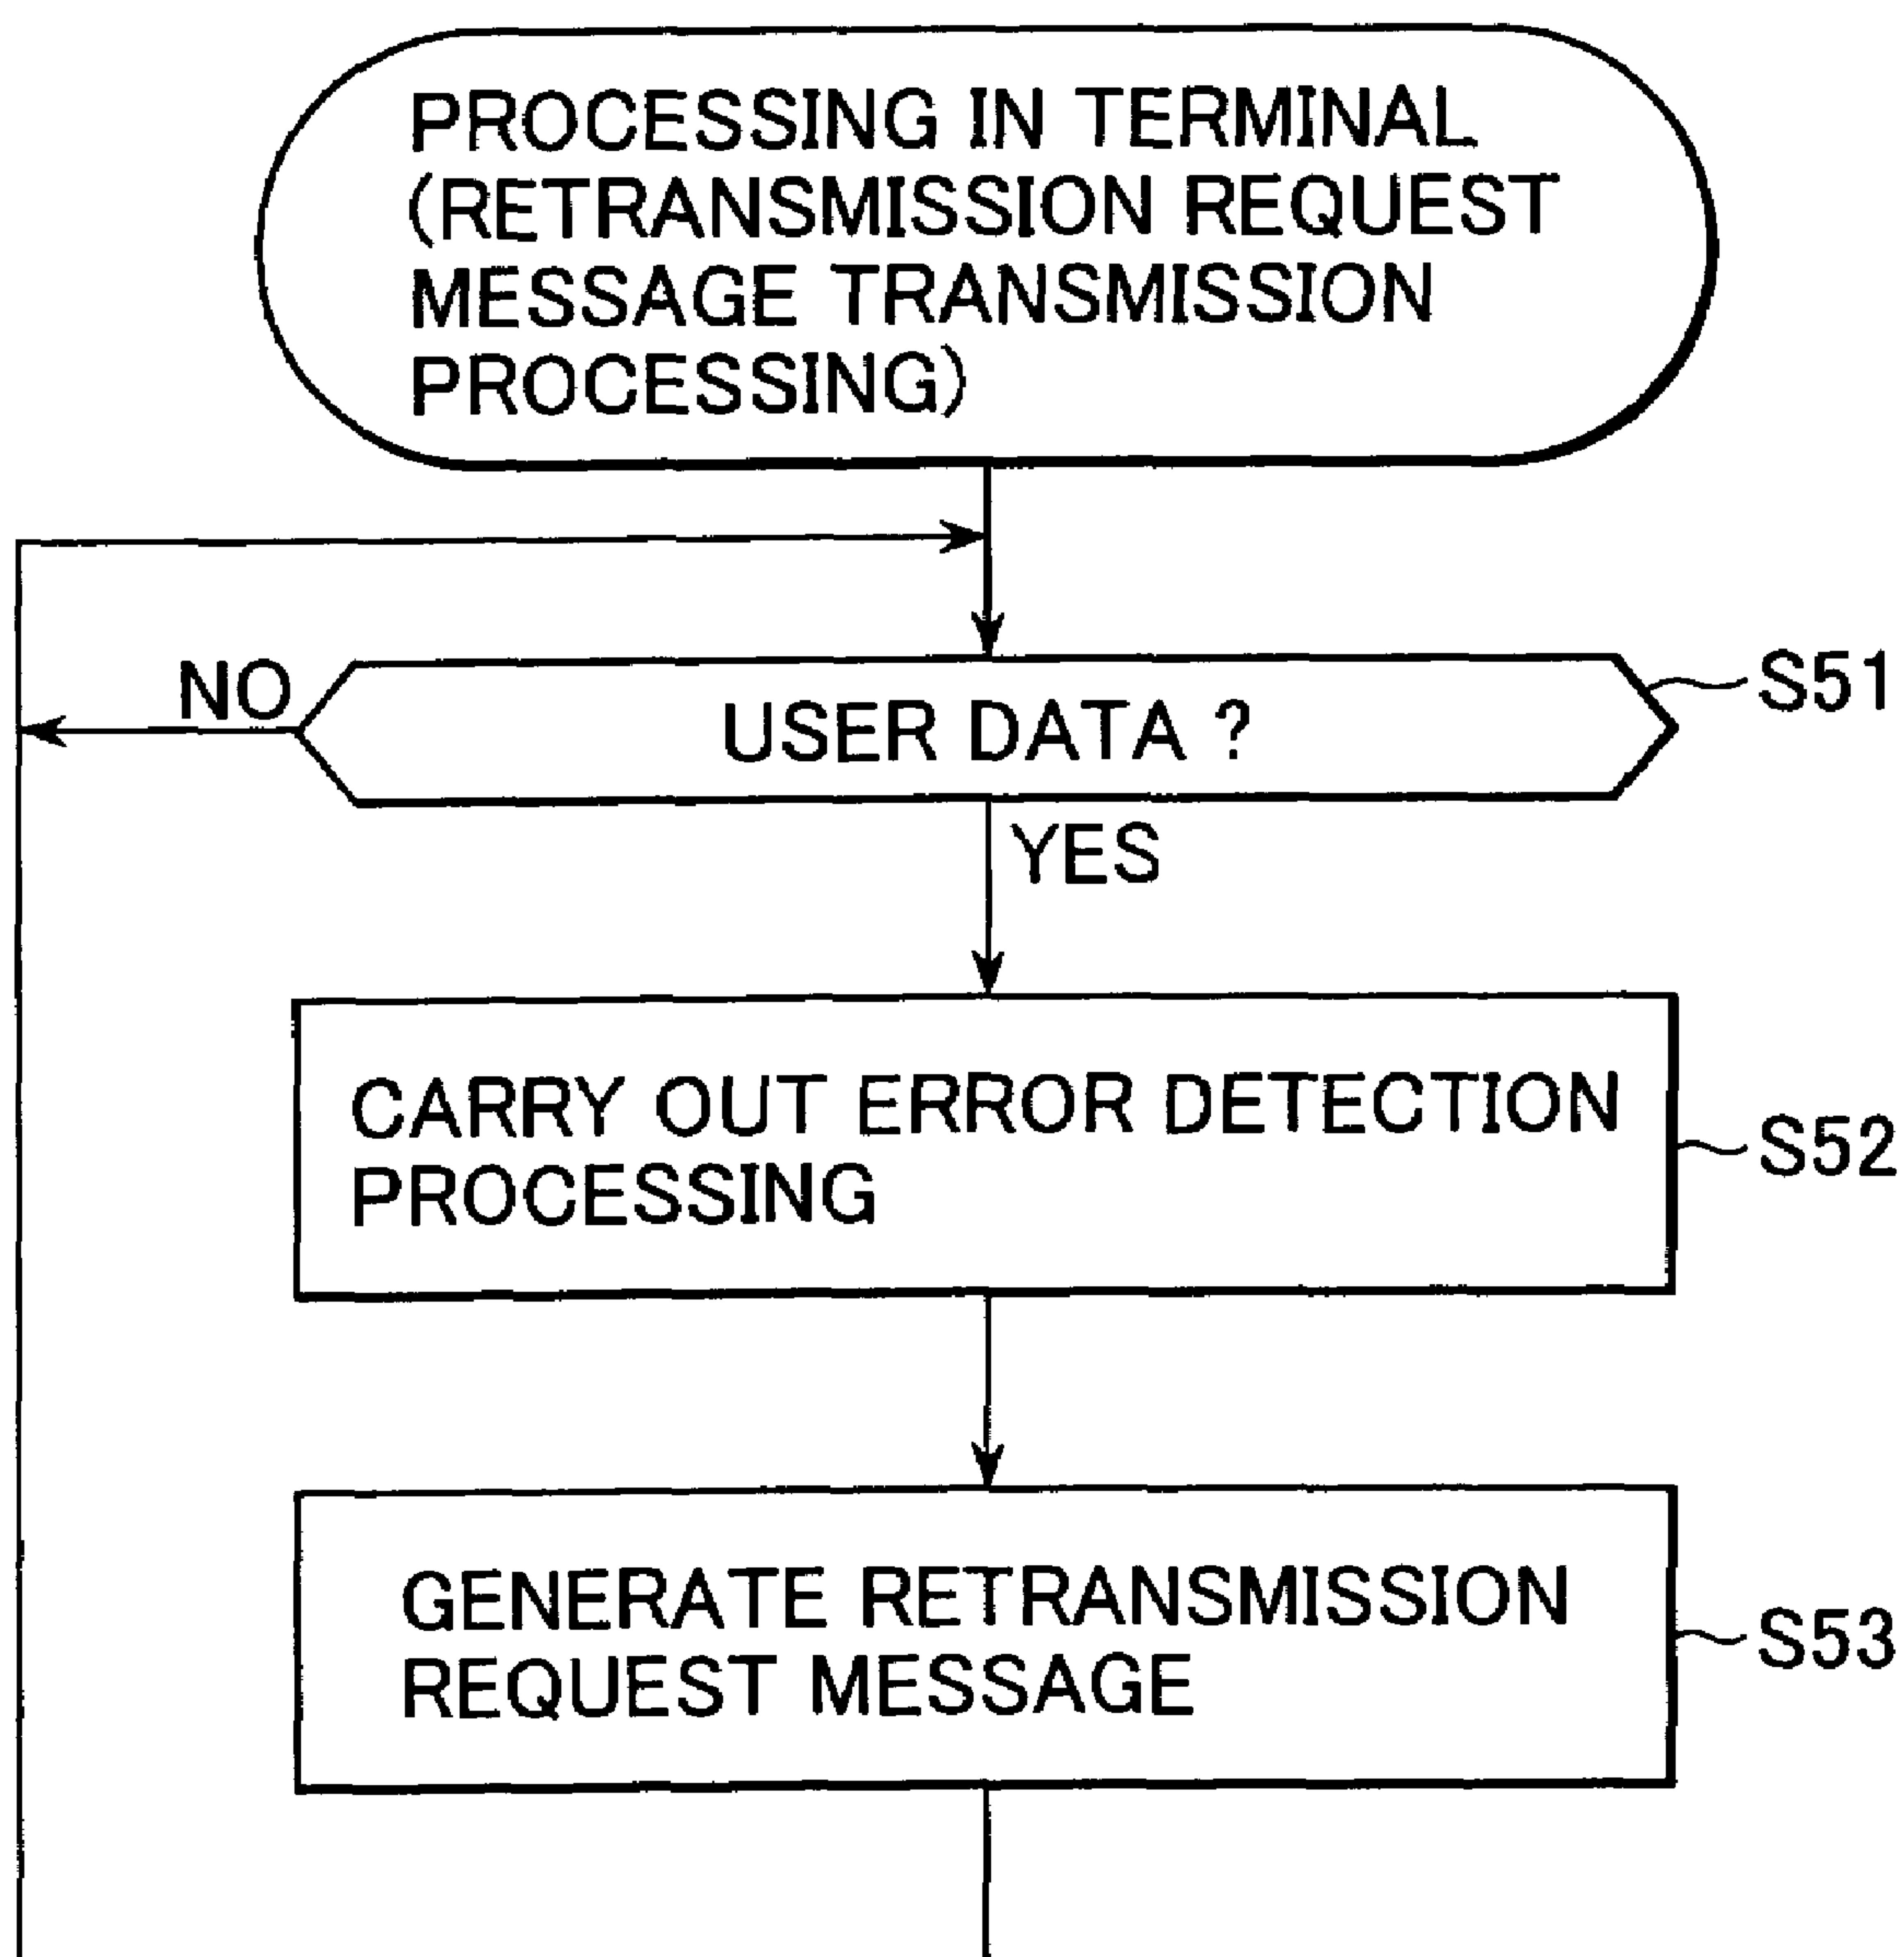 PROCESSING IN TERMINAL
(RETRANSMISSION REQUEST
MESSAGE TRANSMISSION
PROCESSING)
NO
USER DATA ?
S51
YES
CARRY OUT ERROR DETECTION
PROCESSING
S52
GENERATE RETRANSMISSION
REQUEST MESSAGE
S53